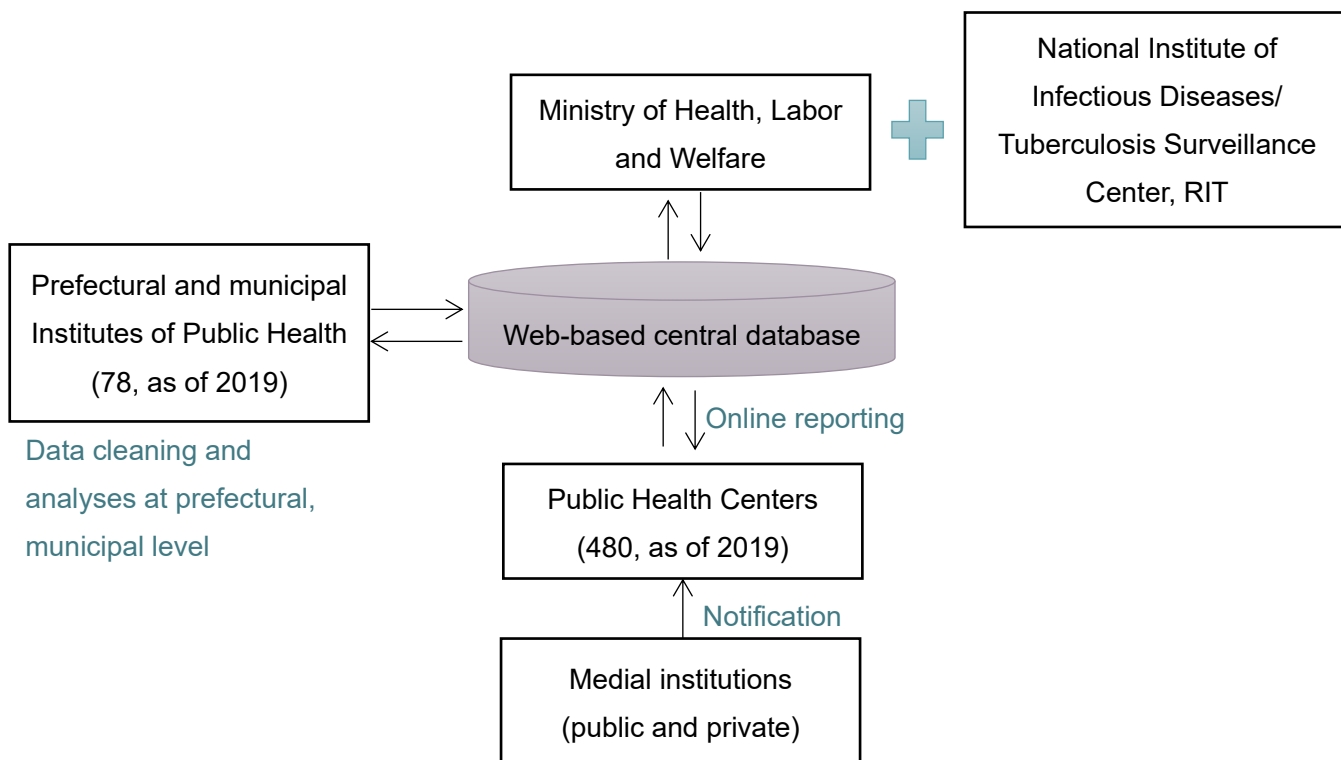 National Institute of
Infectious Diseases/
Tuberculosis Surveillance
Center, RIT
Ministry of Health, Labor
and Welfare
Prefectural and municipal
Institutes of Public Health
(78, as of 2019)
Web-based central database
Data cleaning and
analyses at prefectural,
municipal level
Online reporting
Public Health Centers
(480, as of 2019)
Notification
Medial institutions
(public and private)